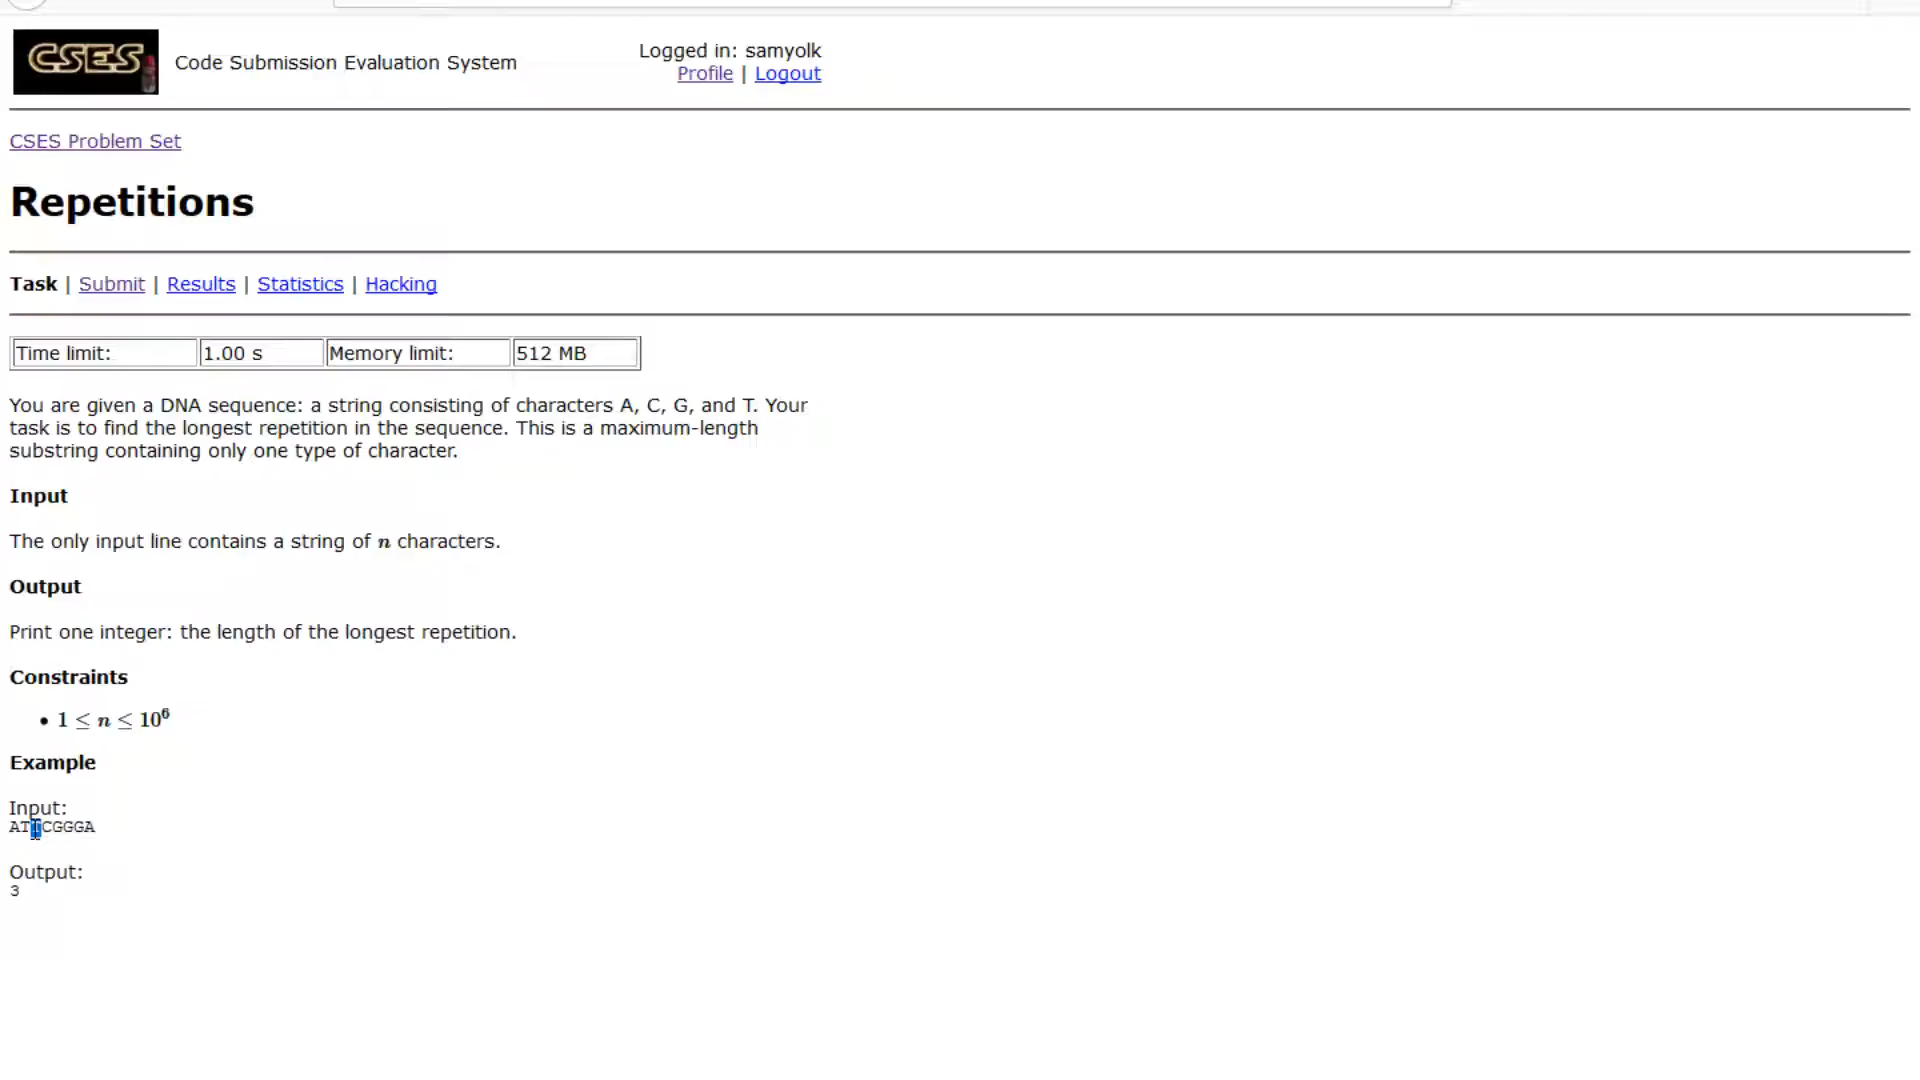 CSES
Code Submission Evaluation System
Logged in: samyolk
Profile | Logout
CSES Problem Set
Repetitions
Task | Submit | Results | Statistics | Hacking
Time limit: 1.00 s Memory limit: 512 MB
You are given a DNA sequence: a string consisting of characters A, C, G, and T. Your
task is to find the longest repetition in the sequence. This is a maximum-length
substring containing only one type of character.
Input
The only input line contains a string of n characters.
Output
Print one integer: the length of the longest repetition.
Constraints
• 1 ≤ n ≤ 10⁶
Example
Input:
AT CGGGA
Output:
3